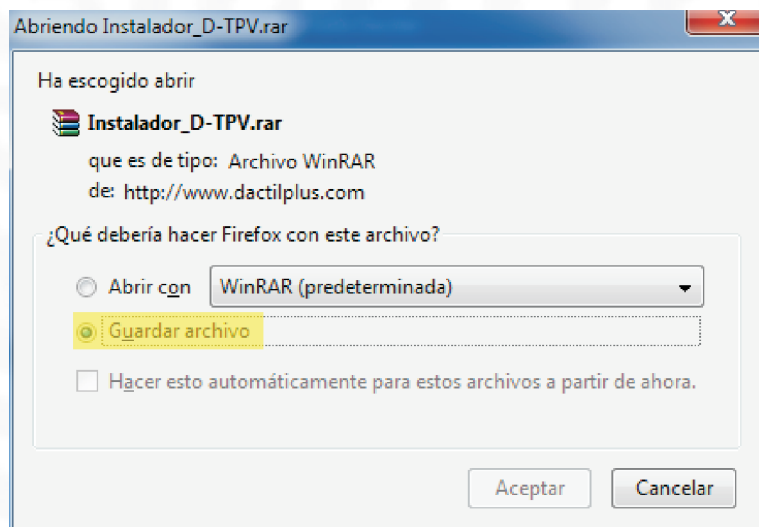 Abriendo Instalador_D-TPV.rar
Ha escogido abrir
Instalador_D-TPV.rar
que es de tipo: Archivo WinRAR
de: http://www.dactilplus.com
¿Qué debería hacer Firefox con este archivo?
Abrir con WinRAR (predeterminada)
Guardar archivo
Hacer esto automáticamente para estos archivos a partir de ahora.
Aceptar Cancelar